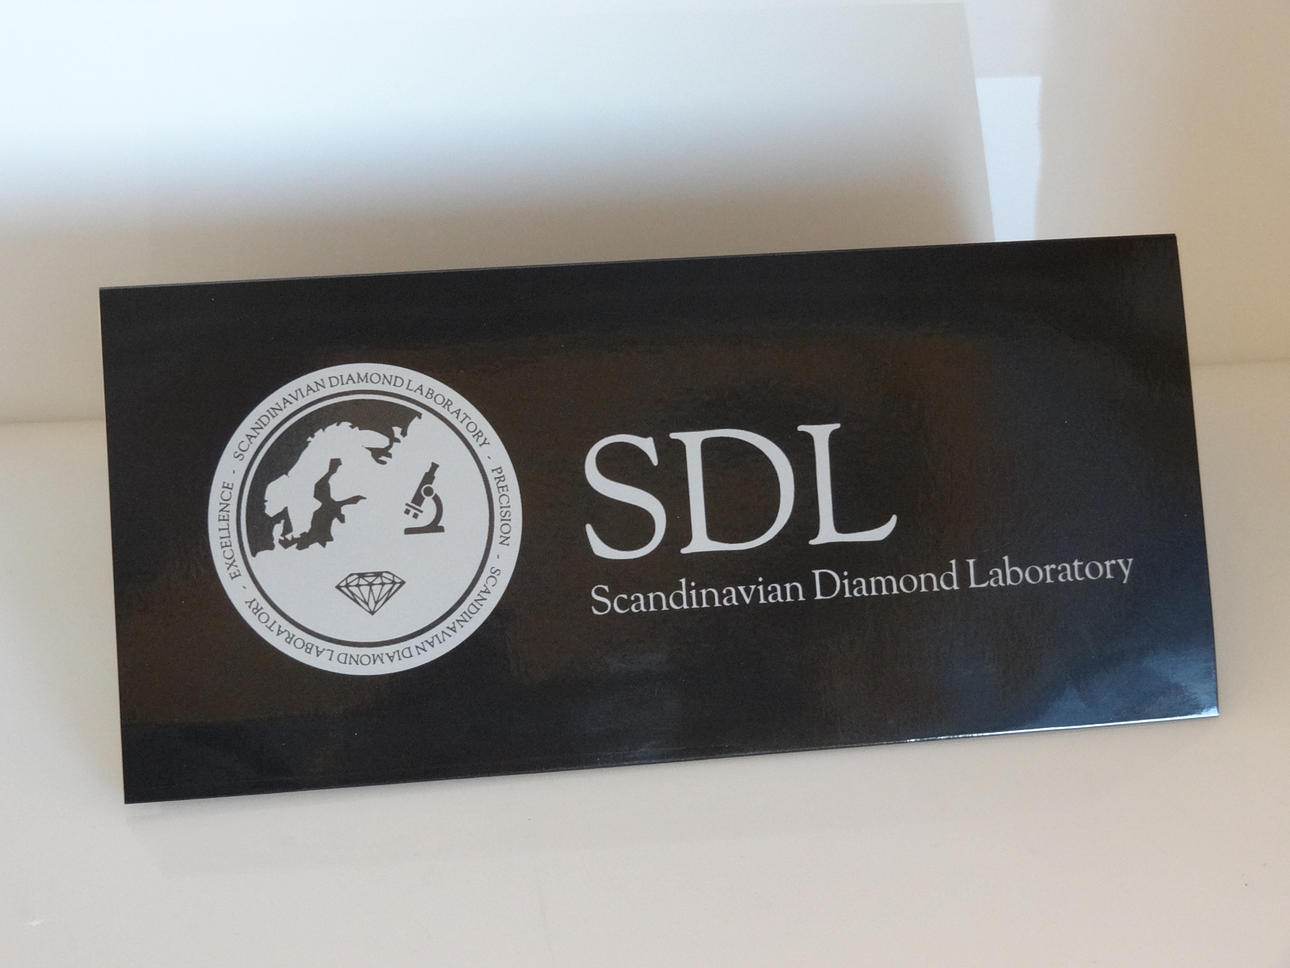 SCANDINAVIAN DIAMOND LABORATORY - PRECISION - SCANDINAVIAN DIAMOND LABORATORY - EXCELLENCE -
SDL
Scandinavian Diamond Laboratory